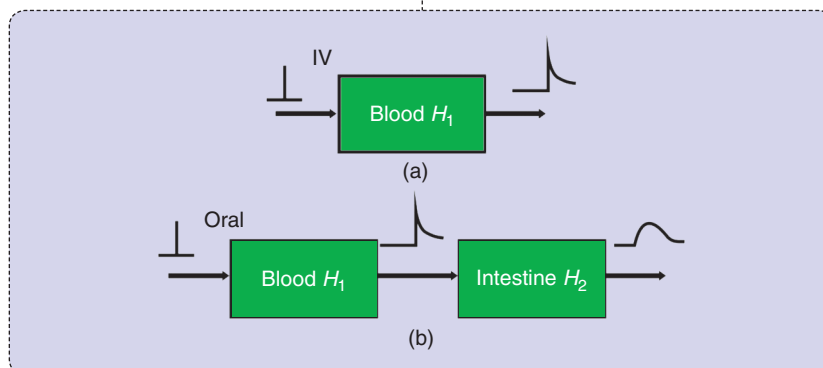 IV
Blood H₁
(a)
Oral
Blood H₁
Intestine H₂
(b)